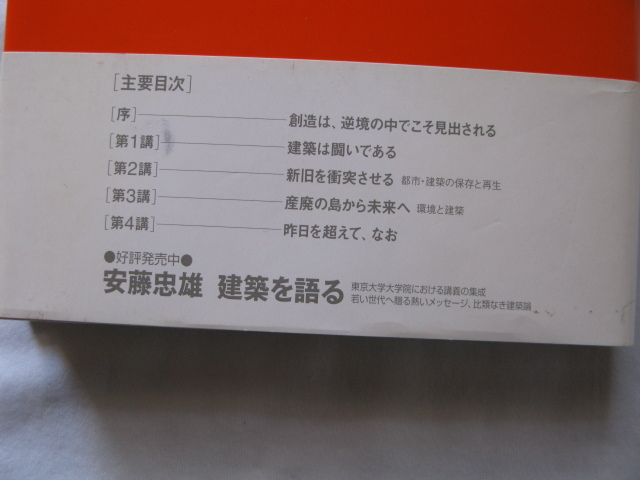 [主要目次]
[序] 創造は、逆境の中でこそ見出される
[第1講] 建築は闘いである
[第2講] 新旧を衝突させる 都市・建築の保存と再生
[第3講] 産廃の島から未来へ 環境と建築
[第4講] 昨日を超えて、なお
●好評発売中●
安藤忠雄 建築を語る
東京大学大学院における講義の集成
若い世代へ贈る熱いメッセージ、比類なき建築論